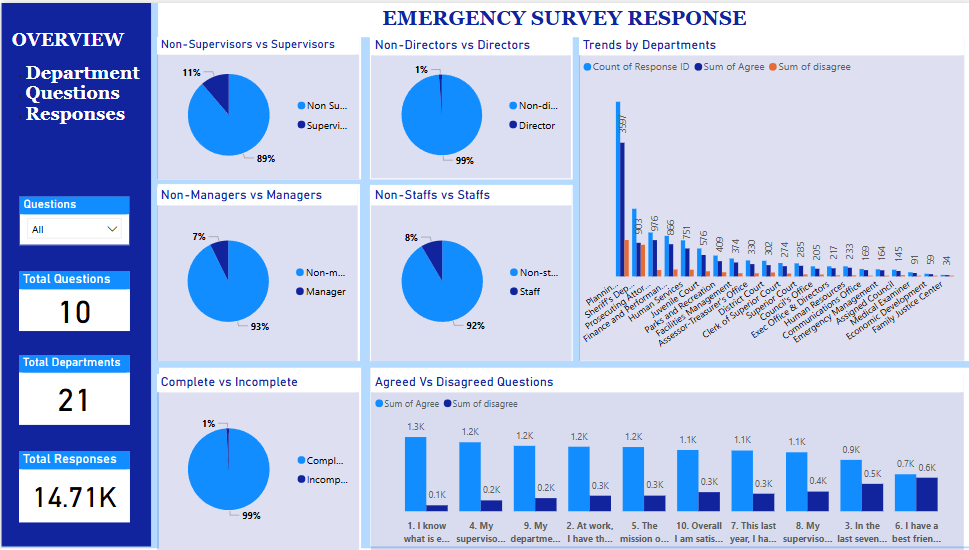 EMERGENCY SURVEY RESPONSE
OVERVIEW
Department
Questions
Responses
Questions
All
Total Questions
10
Total Departments
21
Total Responses
14.71K
Non-Supervisors vs Supervisors
11%
89%
Non Su...
Supervi...
Non-Directors vs Directors
1%
99%
Non-di...
Director
Trends by Departments
Count of Response ID Sum of Agree Sum of disagree
3597 903 976 866 751 576 409 374 330 302 274 285 205 217 233 169 164 145 91 59 34
Plannin...
Sheriff's Dep...
Prosecuting Attor...
Finance and Performan...
Human Services
Juvenile Court
Parks and Recreation
Facilities Management
Assessor-Treasurer's Office
District Court
Clerk of Superior Court
Superior Court
Council's Office
Exec Office & Directors
Human Resources
Communications Office
Emergency Management
Assigned Council
Medical Examiner
Economic Development
Family Justice Center
Non-Managers vs Managers
7%
93%
Non-m...
Manager
Non-Staffs vs Staffs
8%
92%
Non-st...
Staff
Complete vs Incomplete
1%
99%
Compl...
Incomp...
Agreed Vs Disagreed Questions
Sum of Agree Sum of disagree
1.3K 1.2K 1.2K 1.2K 1.2K 1.1K 1.1K 1.1K 0.9K 0.7K 0.6K
0.1K 0.2K 0.2K 0.3K 0.3K 0.3K 0.3K 0.4K 0.5K
1. I know what is e...
4. My superviso...
9. My departme...
2. At work, I have th...
5. The mission o...
10. Overall I am satis...
7. This last year, I ha...
8. My superviso...
3. In the last seven...
6. I have a best frien...